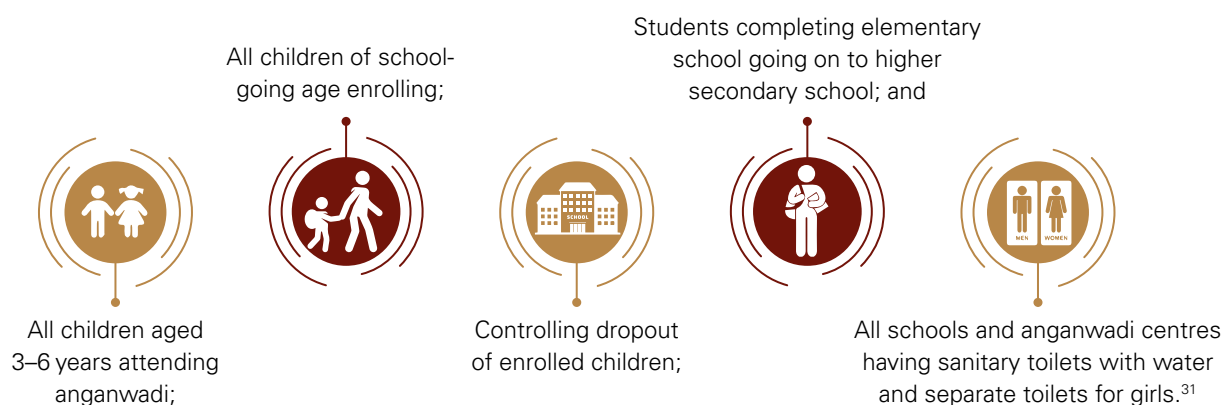 All children aged
3–6 years attending
anganwadi;
All children of school-
going age enrolling;
SCHOOL
Controlling dropout
of enrolled children;
Students completing elementary
school going on to higher
secondary school; and
MEN WOMEN
All schools and anganwadi centres
having sanitary toilets with water
and separate toilets for girls.³¹